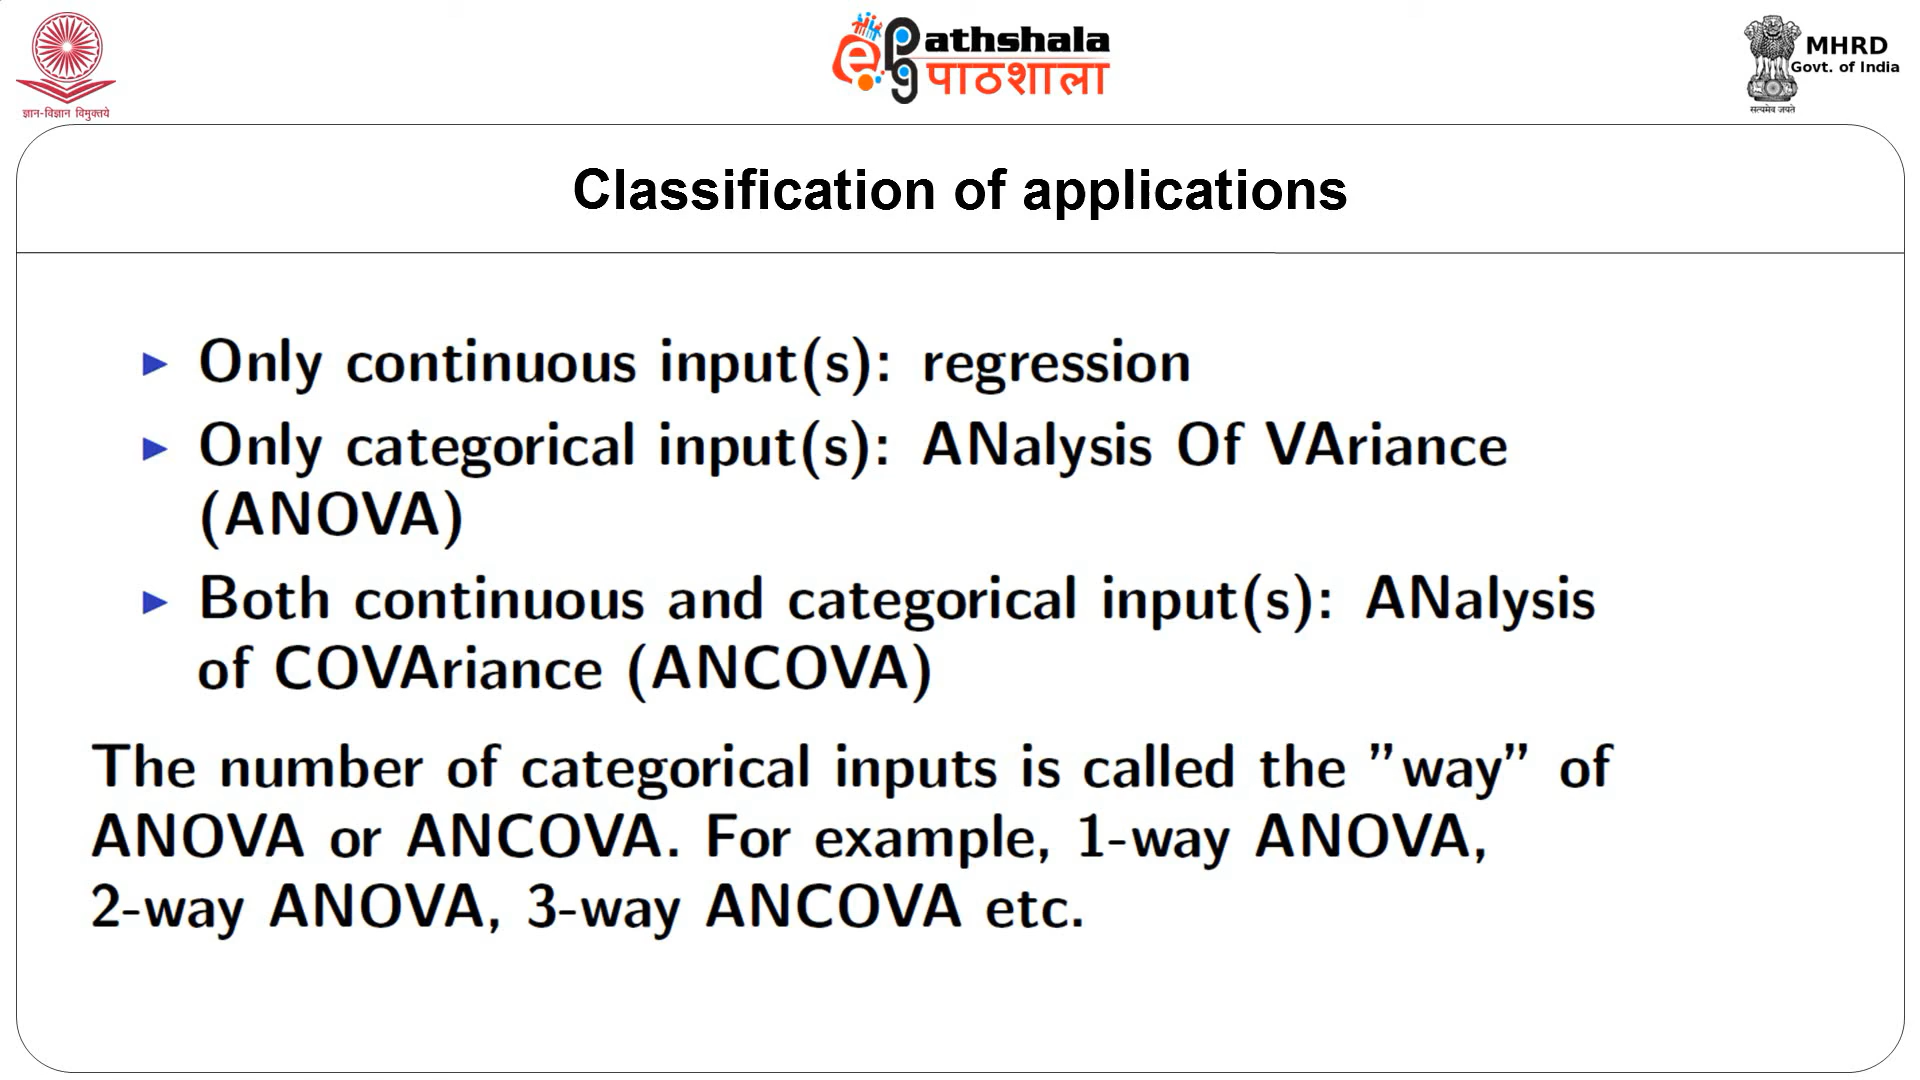 ज्ञान-विज्ञान विमुक्तये
ePathshala
पाठशाला
MHRD
Govt. of India
सत्यमेव जयते
Classification of applications
▶ Only continuous input(s): regression
▶ Only categorical input(s): ANalysis Of VAriance
(ANOVA)
▶ Both continuous and categorical input(s): ANalysis
of COVAriance (ANCOVA)
The number of categorical inputs is called the ”way” of
ANOVA or ANCOVA. For example, 1-way ANOVA,
2-way ANOVA, 3-way ANCOVA etc.